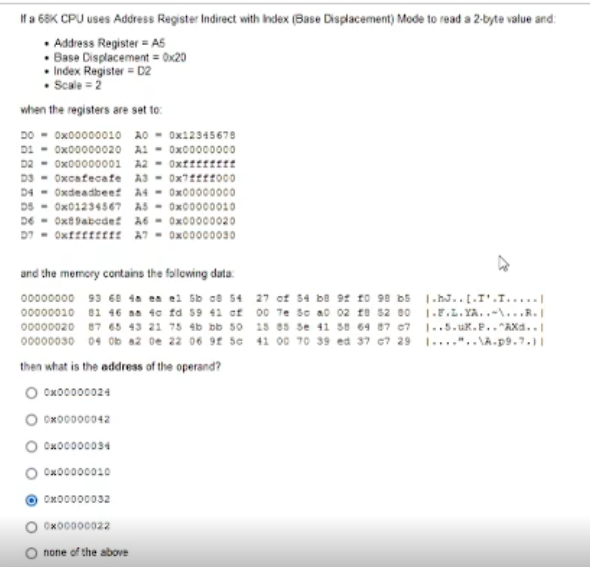 If a 68K CPU uses Address Register Indirect with Index (Base Displacement) Mode to read a 2-byte value and:
• Address Register = A5
• Base Displacement = 0x20
• Index Register = D2
• Scale = 2
when the registers are set to:
D0 = 0x00000010 A0 = 0x12345678
D1 = 0x00000020 A1 = 0x00000000
D2 = 0x00000001 A2 = 0xffffffff
D3 = 0xcafecafe A3 = 0x7ffff000
D4 = 0xdeadbeef A4 = 0x00000000
D5 = 0x01234567 A5 = 0x00000010
D6 = 0x89abcdef A6 = 0x00000020
D7 = 0xffffffff A7 = 0x00000030
and the memory contains the following data:
00000000 93 68 4a ea e1 5b c8 54 27 cf 54 b8 9f f0 98 b5 |.hJ..[.T'.T.....|
00000010 81 46 aa 4c fd 59 41 cf 00 7e 5c a0 02 f8 52 80 |.F.L.YA..~\...R.|
00000020 87 65 43 21 75 4b bb 50 15 85 5e 41 58 64 87 c7
00000030 04 0b a2 0e 22 06 9f 5c 41 00 70 39 ed 37 c7 29 |...."..\A.p9.7.)|
then what is the address of the operand?
0x00000024
0x00000042
0x00000034
0x00000010
0x00000032
0x00000022
none of the above